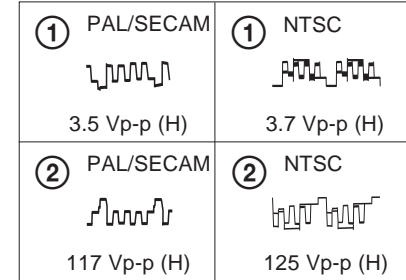 ① PAL/SECAM
3.5 Vp-p (H)
① NTSC
3.7 Vp-p (H)
② PAL/SECAM
117 Vp-p (H)
② NTSC
125 Vp-p (H)